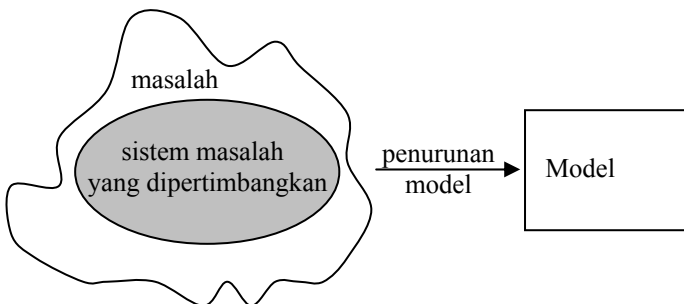 masalah
sistem masalah
yang dipertimbangkan
penurunan
model
Model